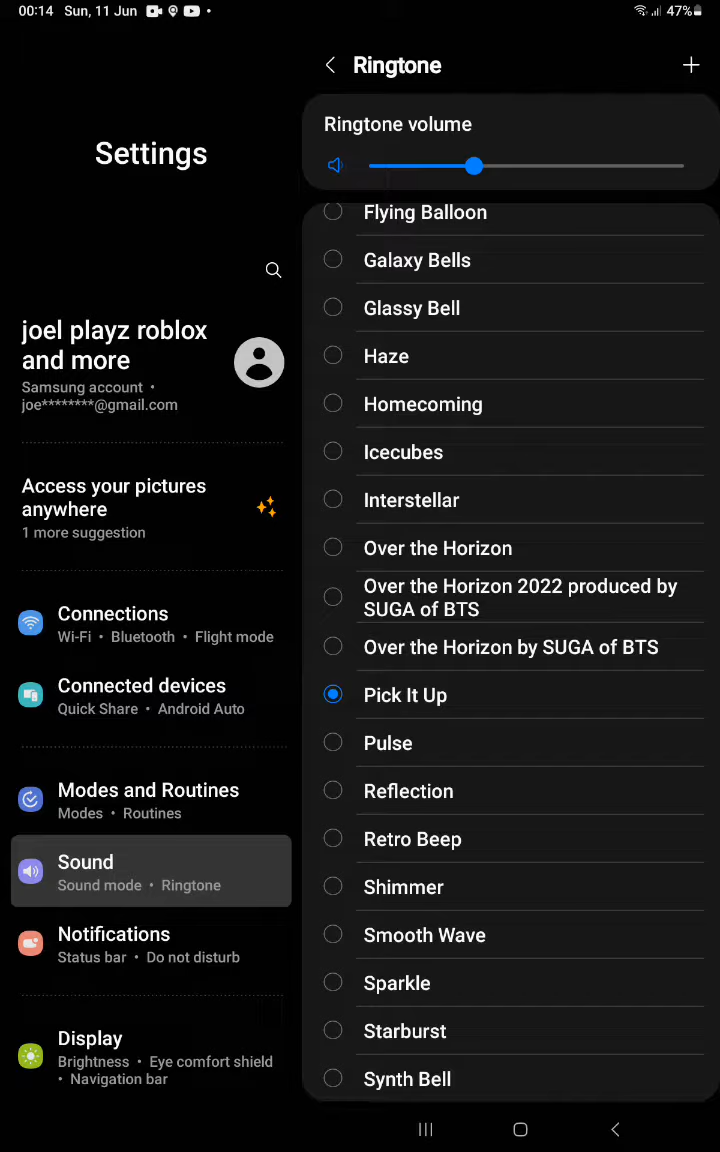 00:14 Sun, 11 Jun 47%
Settings
joel playz roblox
and more
Samsung account •
joe********@gmail.com
Access your pictures
anywhere
1 more suggestion
Connections
Wi-Fi • Bluetooth • Flight mode
Connected devices
Quick Share • Android Auto
Modes and Routines
Modes • Routines
Sound
Sound mode • Ringtone
Notifications
Status bar • Do not disturb
Display
Brightness • Eye comfort shield
• Navigation bar
Ringtone
Ringtone volume
Flying Balloon
Galaxy Bells
Glassy Bell
Haze
Homecoming
Icecubes
Interstellar
Over the Horizon
Over the Horizon 2022 produced by
SUGA of BTS
Over the Horizon by SUGA of BTS
Pick It Up
Pulse
Reflection
Retro Beep
Shimmer
Smooth Wave
Sparkle
Starburst
Synth Bell